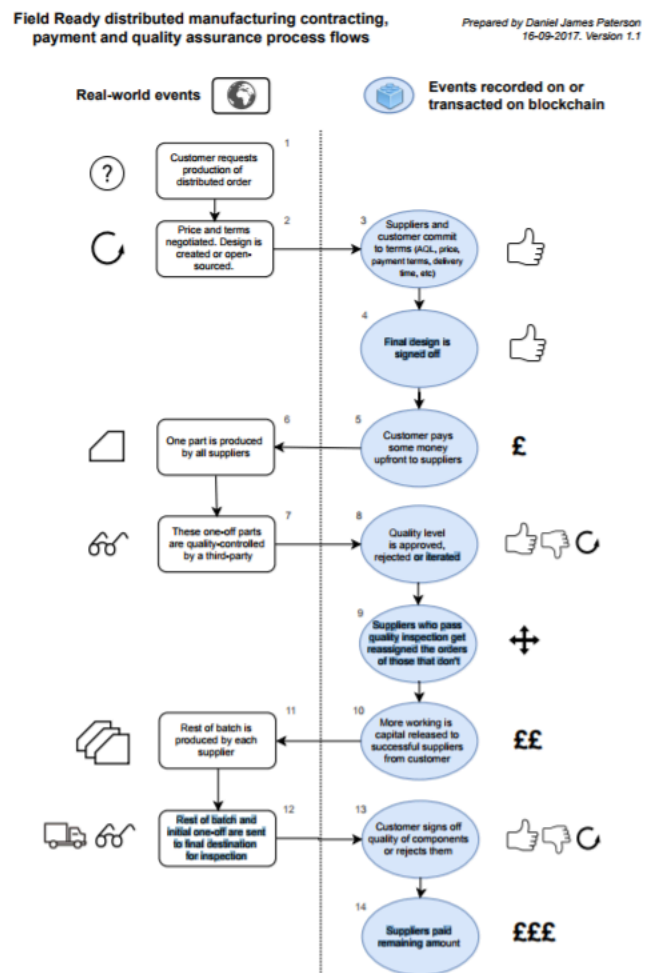 Field Ready distributed manufacturing contracting,
payment and quality assurance process flows
Prepared by Daniel James Paterson
16-09-2017. Version 1.1
Real-world events
Events recorded on or
transacted on blockchain
1
Customer requests
production of
distributed order
?
2
Price and terms
negotiated. Design is
created or open-
sourced.
3
Suppliers and
customer commit
to terms (AQL, price,
payment terms, delivery
time, etc)
4
Final design is
signed off
5
Customer pays
some money
upfront to suppliers
£
6
One part is produced
by all suppliers
7
These one-off parts
are quality-controlled
by a third-party
8
Quality level
is approved,
rejected or iterated
9
Suppliers who pass
quality inspection get
reassigned the orders
of those that don't
10
More working is
capital released to
successful suppliers
from customer
££
11
Rest of batch is
produced by each
supplier
12
Rest of batch and
initial one-off are sent
to final destination
for inspection
13
Customer signs off
quality of components
or rejects them
14
Suppliers paid
remaining amount
£££